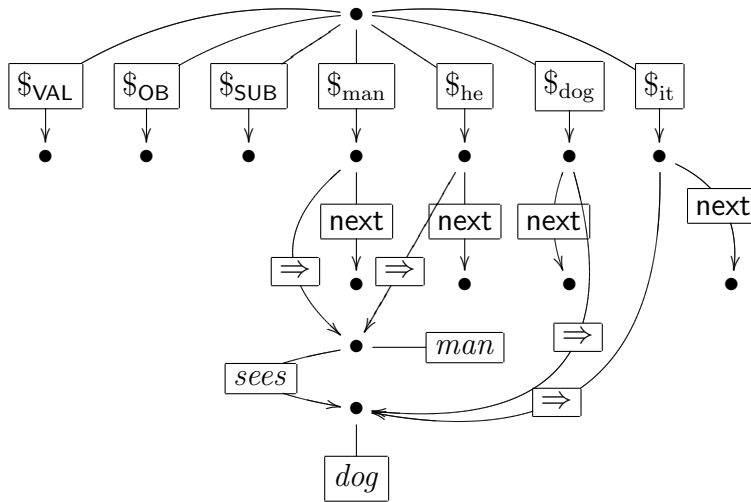 $VAL $OB $SUB $man $he $dog $it
next next next next
⇒ ⇒
⇒
man
sees
⇒
dog